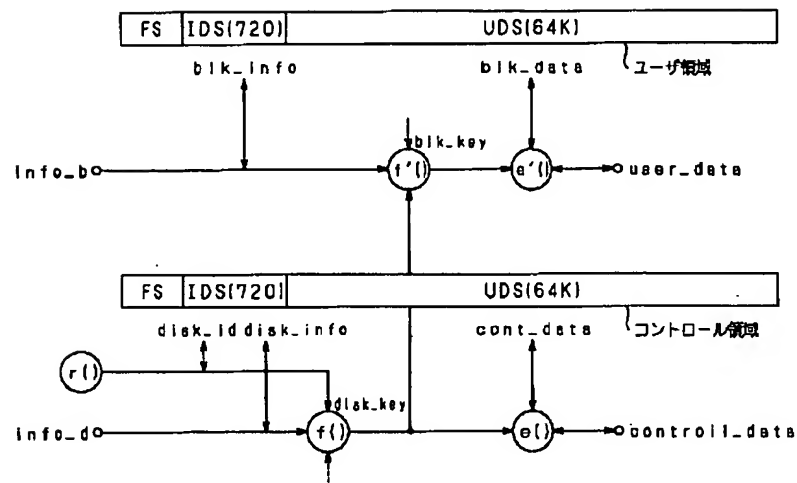 FS IDS(720) UDS(64K)
blk_info blk_data ユーザ領域
blk_key
info_b f'() e'() user_data
FS IDS(720) UDS(64K)
disk_id disk_info cont_data コントロール領域
r()
disk_key
info_d f() e() controll_data